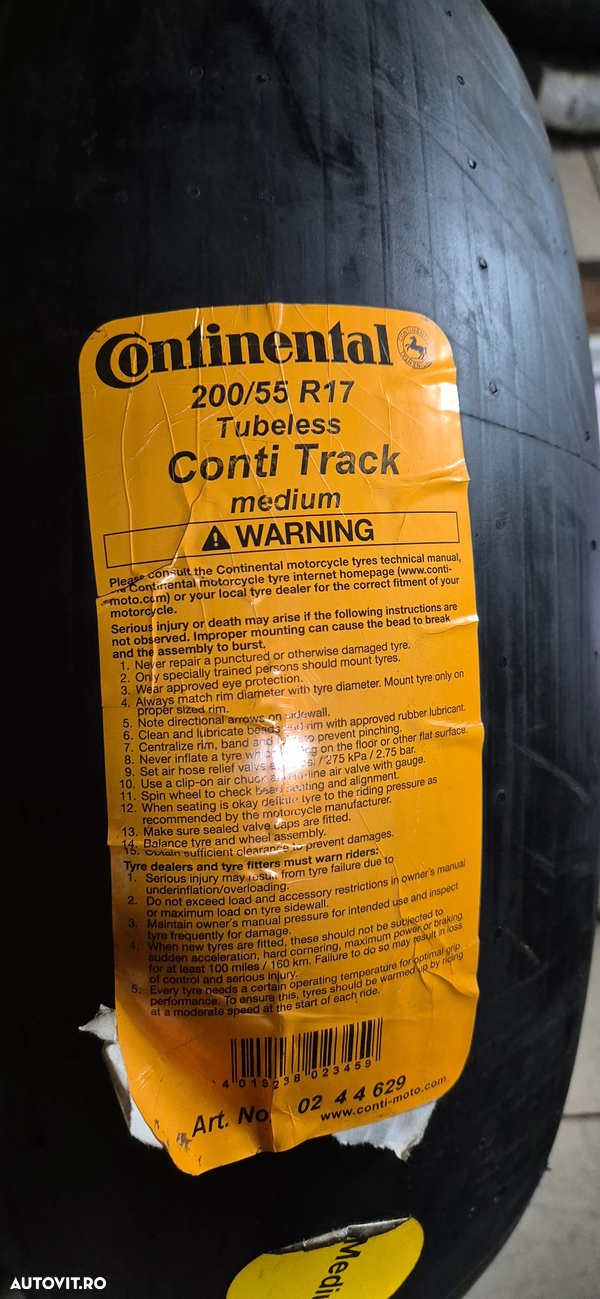 Continental
200/55 R17
Tubeless
Conti Track
medium
WARNING
Please consult the Continental motorcycle tyres technical manual,
the Continental motorcycle tyre internet homepage (www.conti-
moto.com) or your local tyre dealer for the correct fitment of your
motorcycle.
Serious injury or death may arise if the following instructions are
not observed. Improper mounting can cause the bead to break
and the assembly to burst.
1. Never repair a punctured or otherwise damaged tyre.
2. Only specially trained persons should mount tyres.
3. Wear approved eye protection.
4. Always match rim diameter with tyre diameter. Mount tyre only on
proper sized rim.
5. Note directional arrows on sidewall.
6. Clean and lubricate beads and rim with approved rubber lubricant.
7. Centralize rim, band and to prevent pinching.
8. Never inflate a tyre on the floor or other flat surface.
9. Set air hose relief valve 275 kPa / 2.75 bar.
10. Use a clip-on air chuck in-line air valve with gauge.
11. Spin wheel to check bead seating and alignment.
12. When seating is okay deflate tyre to the riding pressure as
recommended by the motorcycle manufacturer.
13. Make sure sealed valve caps are fitted.
14. Balance tyre and wheel assembly.
15. Obtain sufficient clearance to prevent damages.
Tyre dealers and tyre fitters must warn riders:
1. Serious injury may result from tyre failure due to
underinflation/overloading.
2. Do not exceed load and accessory restrictions in owner's manual
or maximum load on tyre sidewall.
3. Maintain owner's manual pressure for intended use and inspect
tyre frequently for damage.
4. When new tyres are fitted, these should not be subjected to
sudden acceleration, hard cornering, maximum power or braking
for at least 100 miles / 160 km. Failure to do so may result in loss
of control and serious injury.
5. Every tyre needs a certain operating temperature for optimal grip
performance. To ensure this, tyres should be warmed up by riding
at a moderate speed at the start of each ride.
4 019238 023459
Art. No. 02 4 4 629
www.conti-moto.com
AUTOVIT.RO